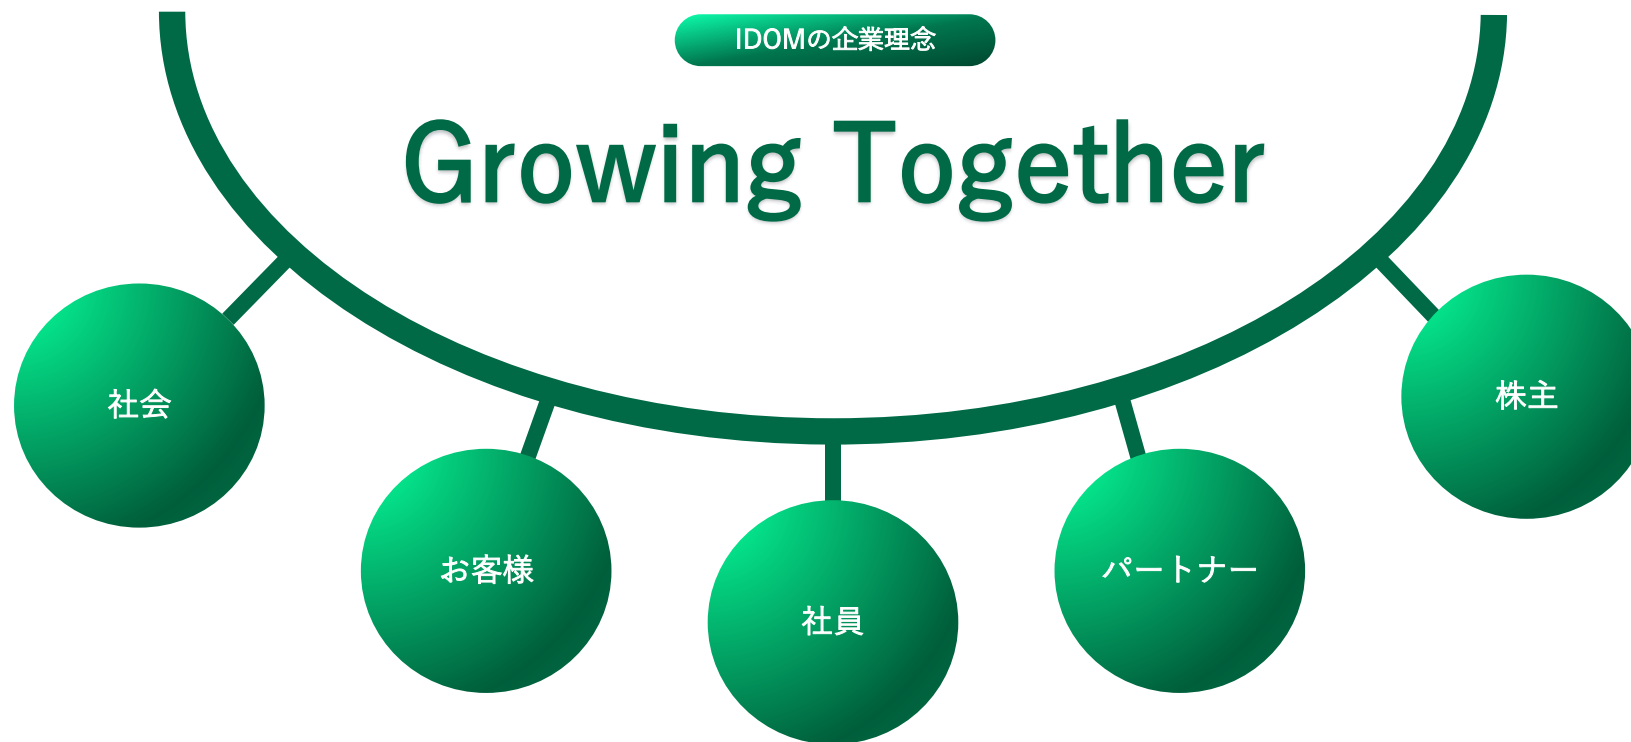 IDOMの企業理念
Growing Together
社会
お客様
社員
パートナー
株主